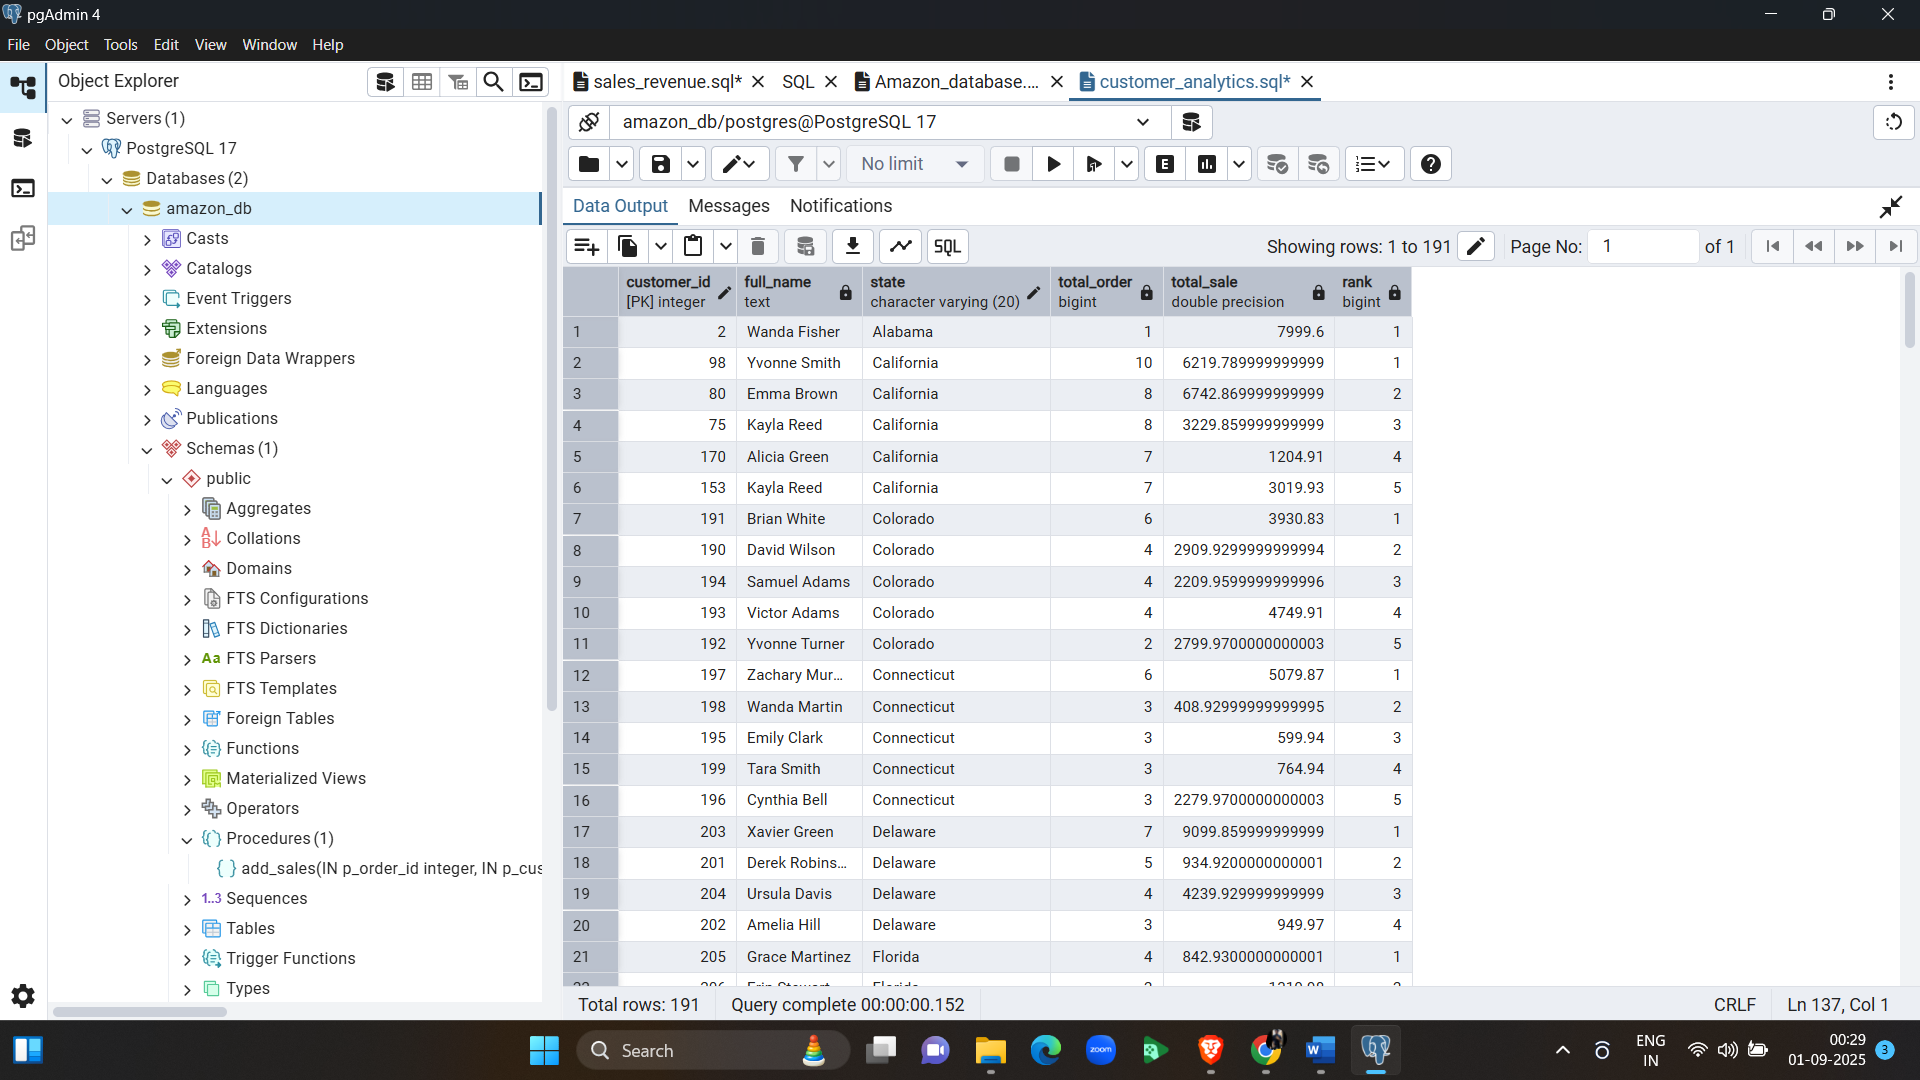 pgAdmin 4
File Object Tools Edit View Window Help
Object Explorer
sales_revenue.sql* SQL Amazon_database.... customer_analytics.sql*
Servers (1)
PostgreSQL 17
Databases (2)
amazon_db
Casts
Catalogs
Event Triggers
Extensions
Foreign Data Wrappers
Languages
Publications
Schemas (1)
public
Aggregates
Collations
Domains
FTS Configurations
FTS Dictionaries
FTS Parsers
FTS Templates
Foreign Tables
Functions
Materialized Views
Operators
Procedures (1)
add_sales(IN p_order_id integer, IN p_cus
Sequences
Tables
Trigger Functions
Types
amazon_db/postgres@PostgreSQL 17
No limit
Data Output Messages Notifications
SQL Showing rows: 1 to 191 Page No: 1 of 1
customer_id full_name state total_order total_sale rank
[PK] integer text character varying (20) bigint double precision bigint
1 2 Wanda Fisher Alabama 1 7999.6 1
2 98 Yvonne Smith California 10 6219.789999999999 1
3 80 Emma Brown California 8 6742.869999999999 2
4 75 Kayla Reed California 8 3229.859999999999 3
5 170 Alicia Green California 7 1204.91 4
6 153 Kayla Reed California 7 3019.93 5
7 191 Brian White Colorado 6 3930.83 1
8 190 David Wilson Colorado 4 2909.9299999999994 2
9 194 Samuel Adams Colorado 4 2209.9599999999996 3
10 193 Victor Adams Colorado 4 4749.91 4
11 192 Yvonne Turner Colorado 2 2799.9700000000003 5
12 197 Zachary Mur... Connecticut 6 5079.87 1
13 198 Wanda Martin Connecticut 3 408.92999999999995 2
14 195 Emily Clark Connecticut 3 599.94 3
15 199 Tara Smith Connecticut 3 764.94 4
16 196 Cynthia Bell Connecticut 3 2279.9700000000003 5
17 203 Xavier Green Delaware 7 9099.859999999999 1
18 201 Derek Robins... Delaware 5 934.9200000000001 2
19 204 Ursula Davis Delaware 4 4239.929999999999 3
20 202 Amelia Hill Delaware 3 949.97 4
21 205 Grace Martinez Florida 4 842.9300000000001 1
Total rows: 191 Query complete 00:00:00.152 CRLF Ln 137, Col 1
Search
zoom
ENG
IN
00:29
01-09-2025
3